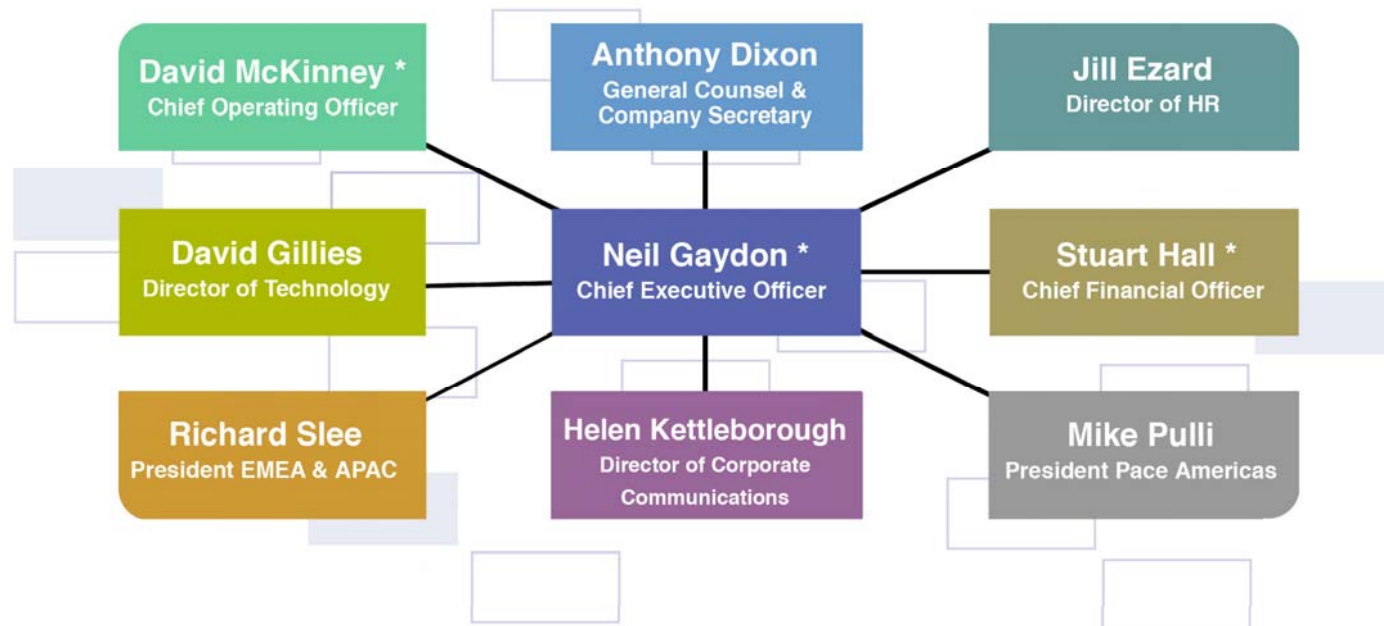 David McKinney *
Chief Operating Officer
Anthony Dixon
General Counsel &
Company Secretary
Jill Ezard
Director of HR
David Gillies
Director of Technology
Neil Gaydon *
Chief Executive Officer
Stuart Hall *
Chief Financial Officer
Richard Slee
President EMEA & APAC
Helen Kettleborough
Director of Corporate
Communications
Mike Pulli
President Pace Americas